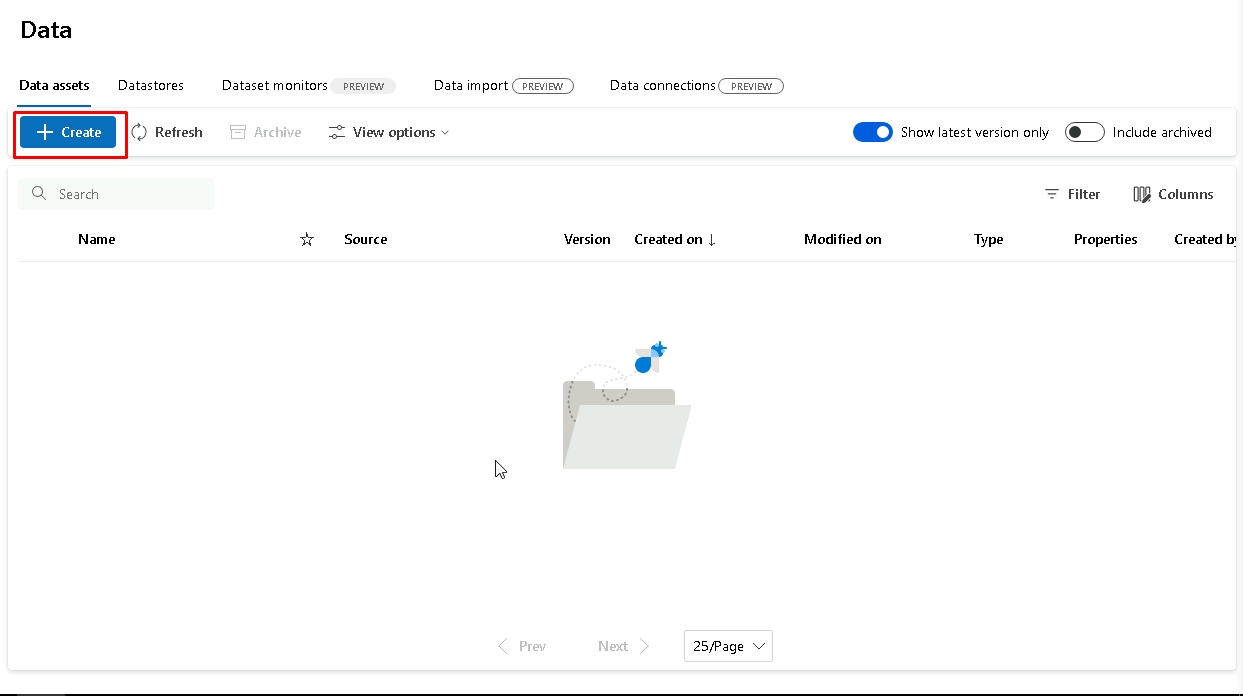 Data
Data assets Datastores Dataset monitors PREVIEW Data import PREVIEW Data connections PREVIEW
Create Refresh Archive View options Show latest version only Include archived
Search Filter Columns
Name Source Version Created on ↓ Modified on Type Properties Created by
Prev Next 25/Page